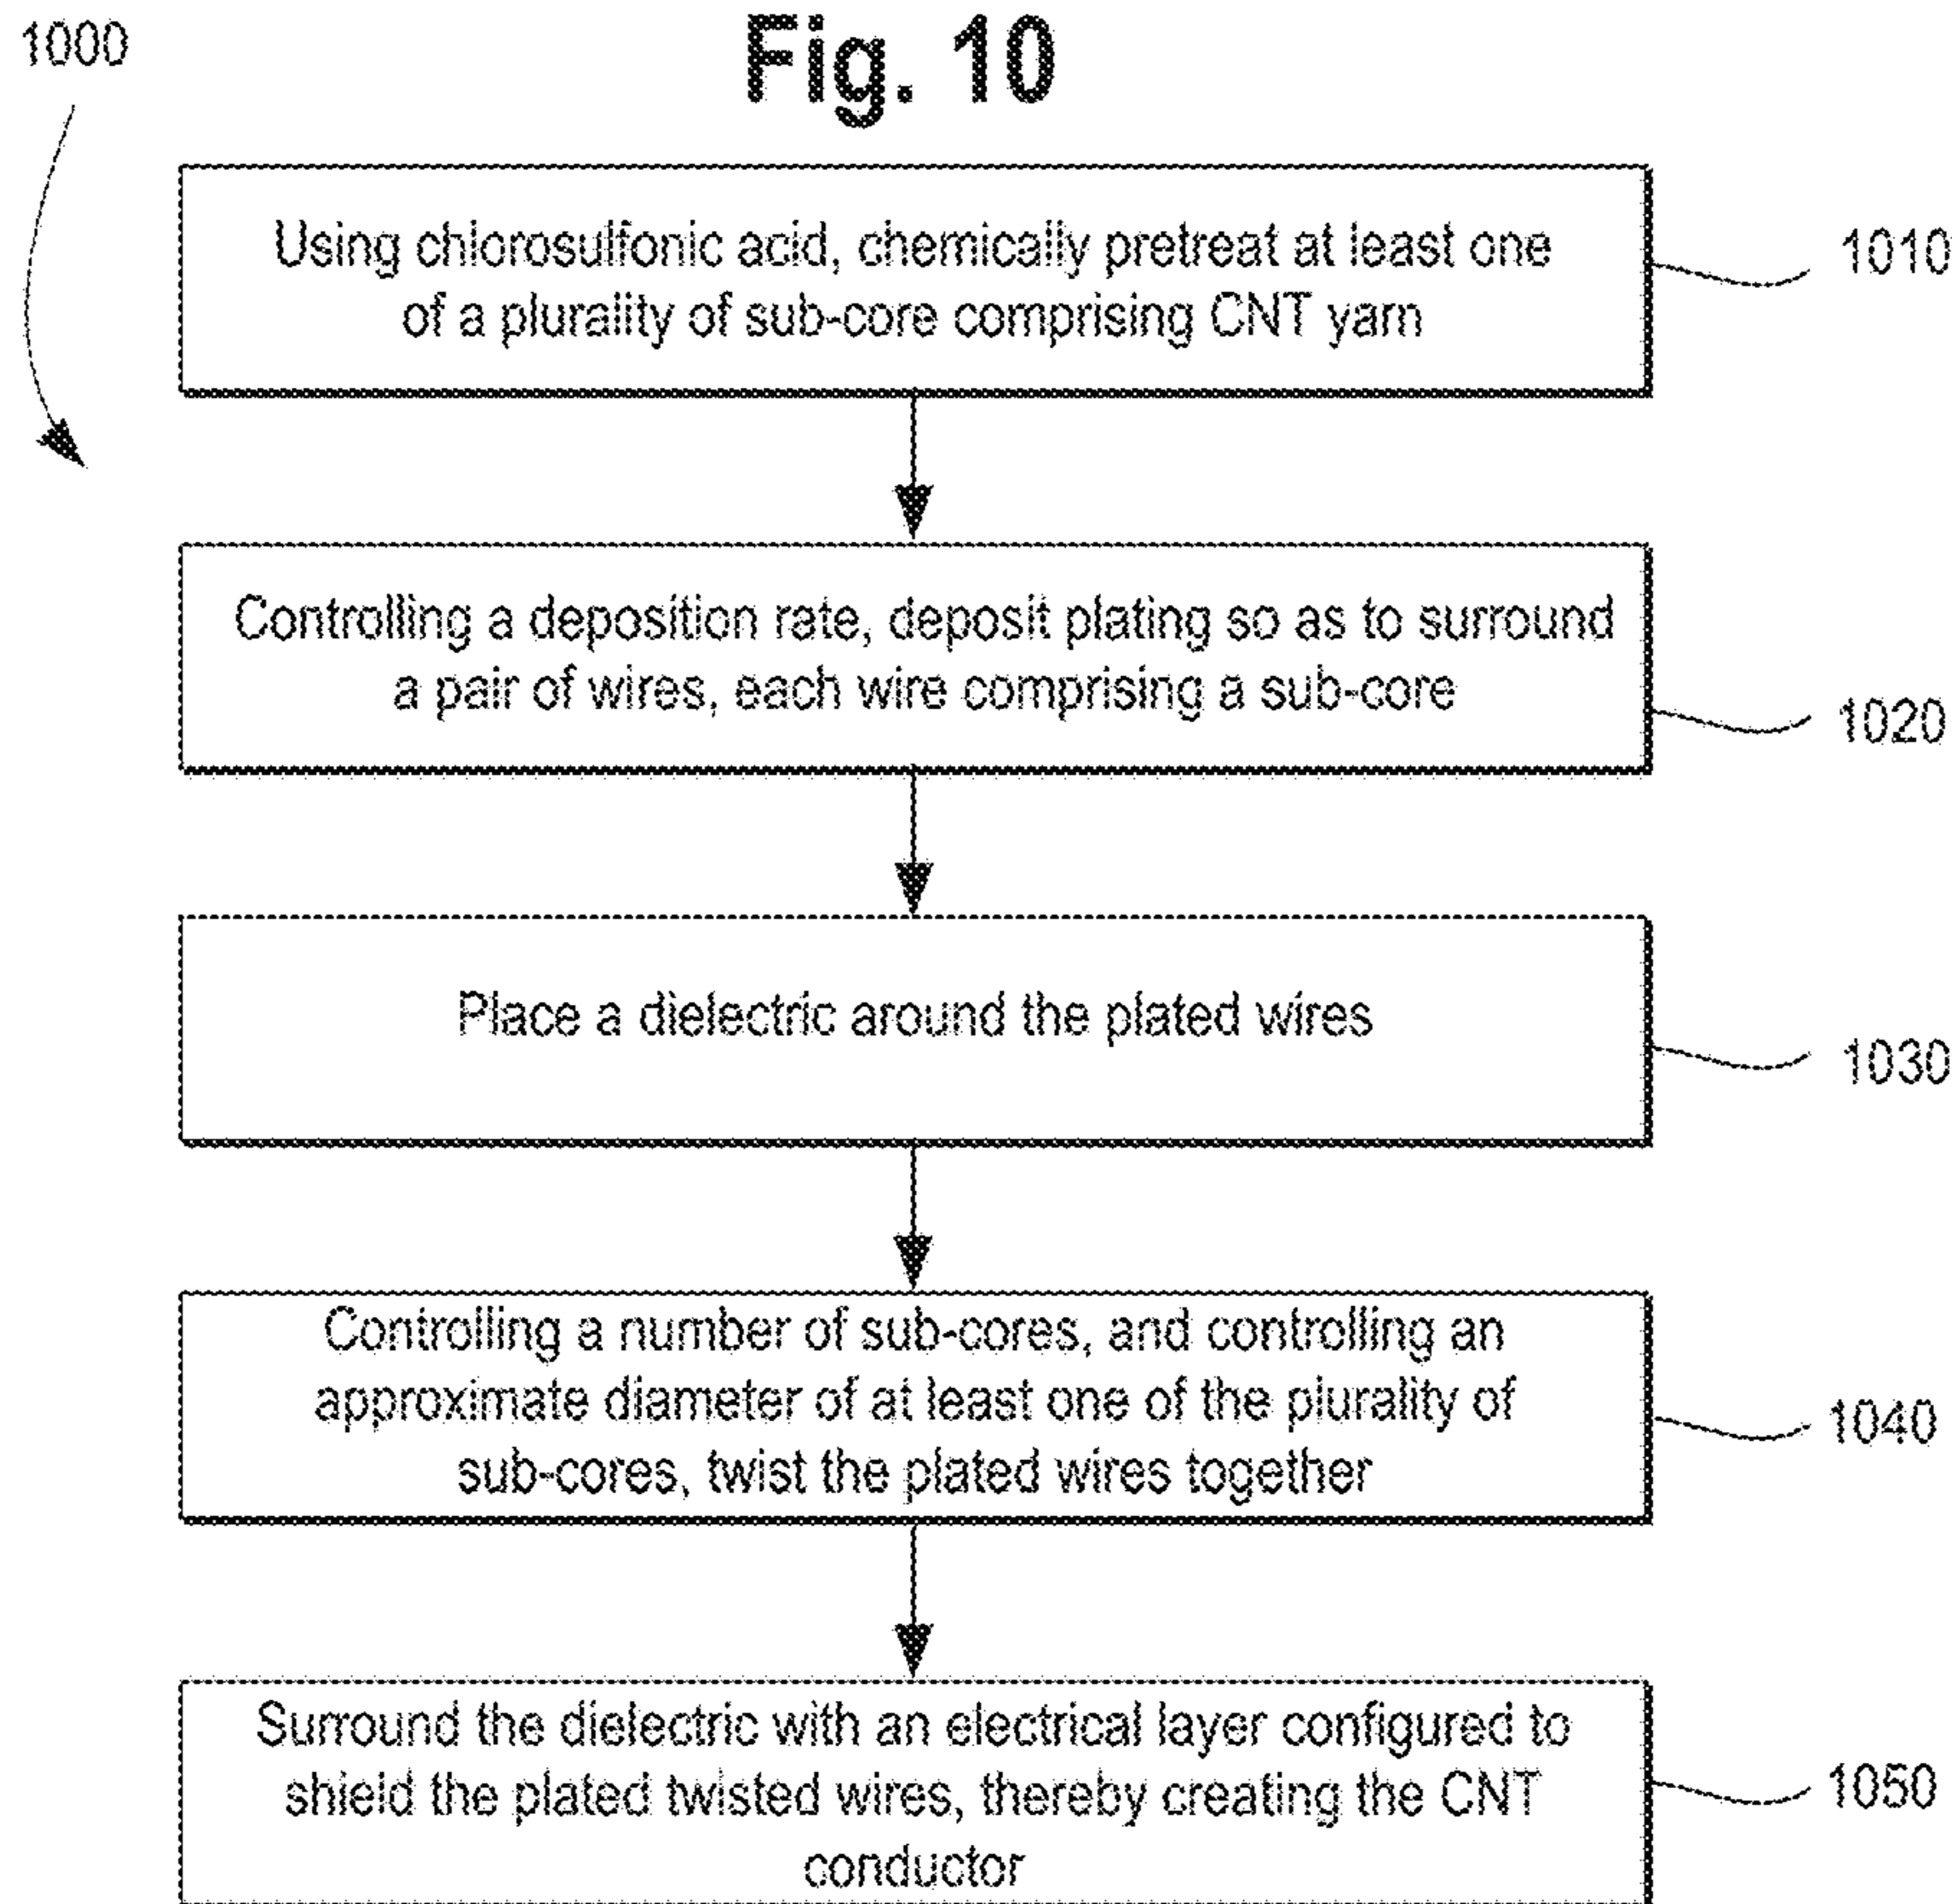 1000
Fig. 10
Using chlorosulfonic acid, chemically pretreat at least one
of a plurality of sub-core comprising CNT yarn
1010
Controlling a deposition rate, deposit plating so as to surround
a pair of wires, each wire comprising a sub-core
1020
Place a dielectric around the plated wires
1030
Controlling a number of sub-cores, and controlling an
approximate diameter of at least one of the plurality of
sub-cores, twist the plated wires together
1040
Surround the dielectric with an electrical layer configured to
shield the plated twisted wires, thereby creating the CNT
conductor
1050